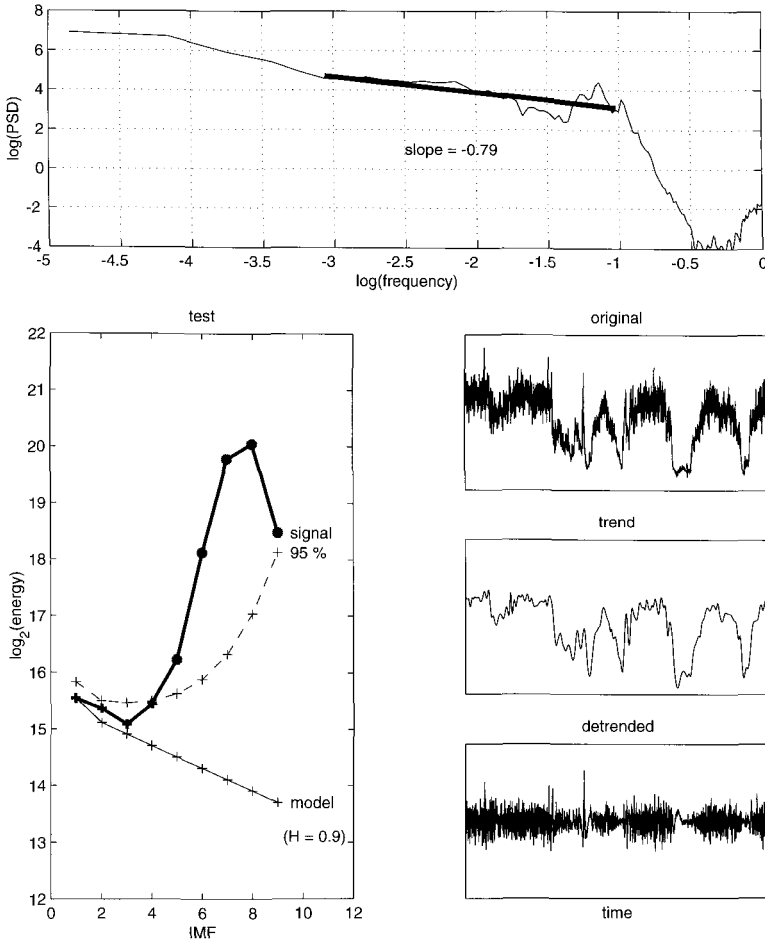 8
6
4
2
0
-2
-4
log(PSD)
slope = -0.79
-5 -4.5 -4 -3.5 -3 -2.5 -2 -1.5 -1 -0.5 0
log(frequency)
test
22
21
20
19
18
17
16
15
14
13
12
log2(energy)
signal
95 %
model
(H = 0.9)
0 2 4 6 8 10 12
IMF
original
trend
detrended
time